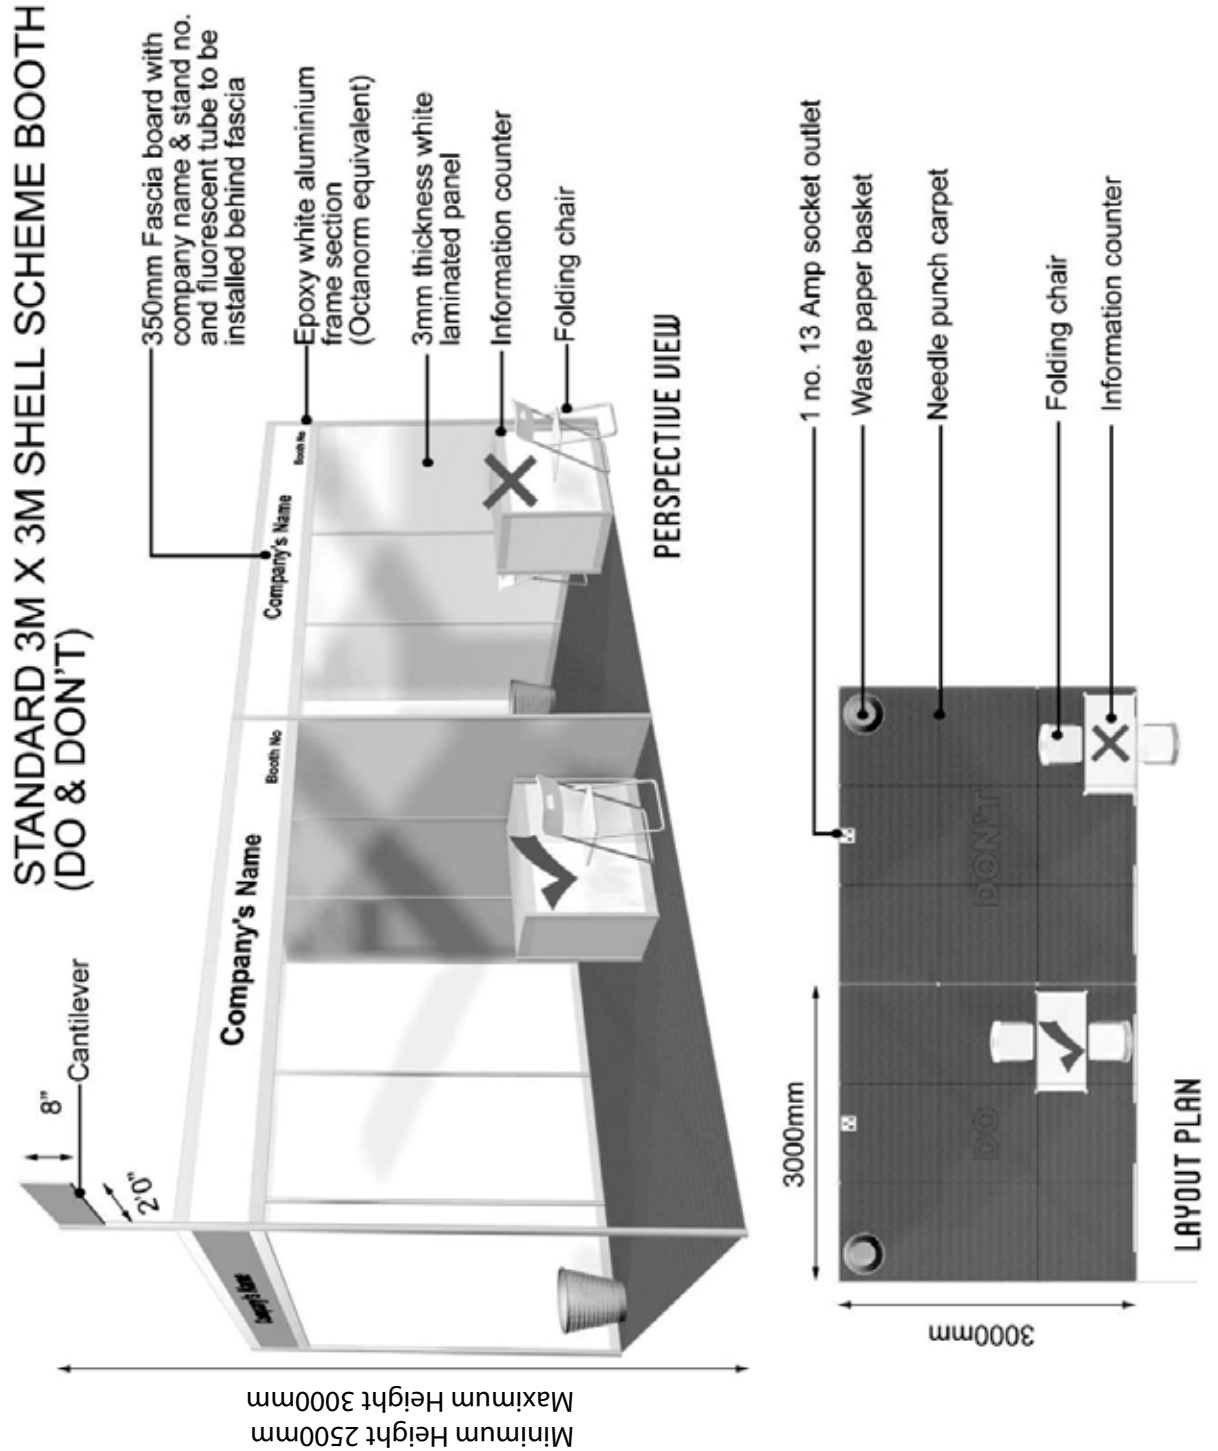 STANDARD 3M X 3M SHELL SCHEME BOOTH
(DO & DON'T)
8"
Cantilever
2'0"
350mm Fascia board with
company name & stand no.
and fluorescent tube to be
installed behind fascia
Epoxy white aluminium
frame section
(Octanorm equivalent)
3mm thickness white
laminated panel
Information counter
Folding chair
Company's Name
Company's Name
Booth No
Company's Name
Booth No
Maximum Height 3000mm
Minimum Height 2500mm
PERSPECTIVE VIEW
3000mm
3000mm
DO
DON'T
1 no. 13 Amp socket outlet
Waste paper basket
Needle punch carpet
Folding chair
Information counter
LAYOUT PLAN